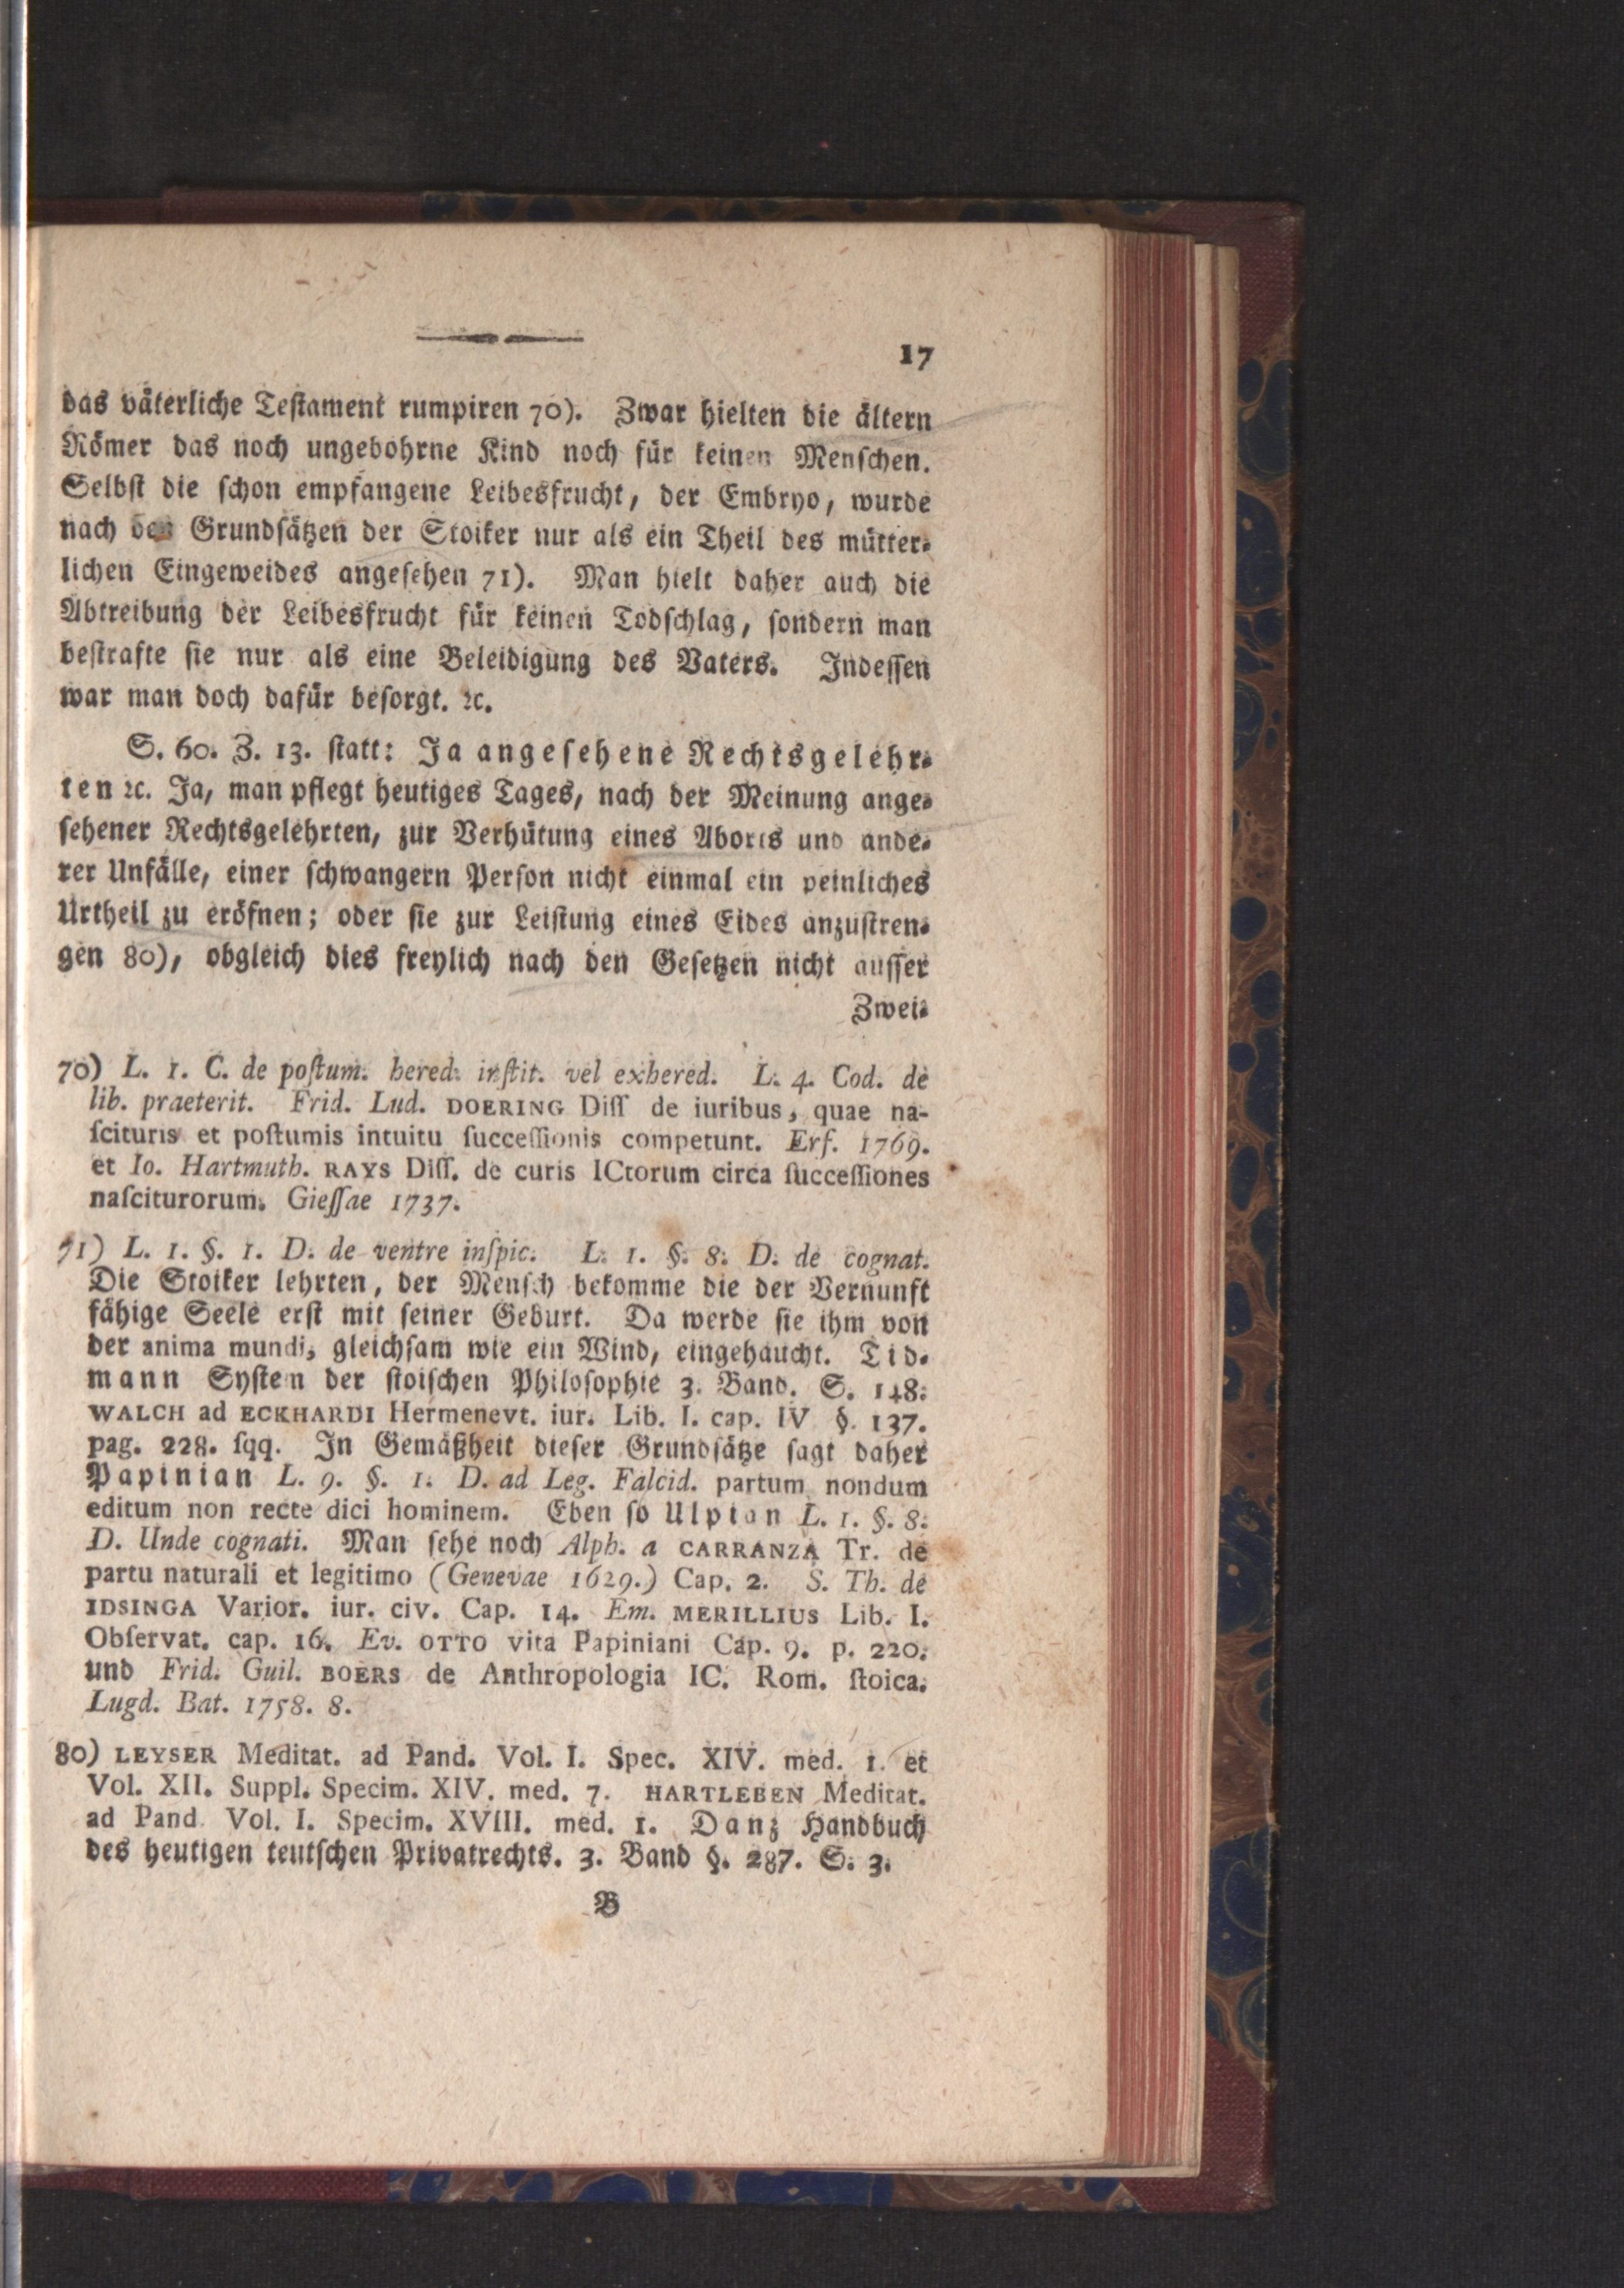 17
das väterliche Teſtament rumpiren 70). Zwar hielten die ältern
Römer das noch ungebohrne Kind noch für keinen Menſchen.
Selbſt die ſchon empfangene Leibesfrucht, der Embryo, wurde
nach den Grundſätzen der Stoiker nur als ein Theil des mütter-
lichen Eingeweides angeſehen 71). Man hielt daher auch die
Abtreibung der Leibesfrucht für keinen Todſchlag, ſondern man
beſtrafte ſie nur als eine Beleidigung des Vaters. Indeſſen
war man doch dafür beſorgt. ꝛc.
S. 60. Z. 13. ſtatt: Ja angeſehene Rechtsgelehr-
ten ꝛc. Ja, man pflegt heutiges Tages, nach der Meinung ange-
ſehener Rechtsgelehrten, zur Verhütung eines Aborts und ande-
rer Unfälle, einer ſchwangern Perſon nicht einmal ein peinliches
Urtheil zu eröfnen; oder ſie zur Leiſtung eines Eides anzuſtren-
gen 80), obgleich dies freylich nach den Geſetzen nicht auſſer
Zwei-
70) L. 1. C. de poſtum. hered. inſtit. vel exhered. L. 4. Cod. de
lib. praeterit. Frid. Lud. DOERING Diſſ de iuribus, quae na-
ſcituris et poſtumis intuitu ſucceſſionis competunt. Erf. 1769.
et Io. Hartmuth. RAYS Diſſ. de curis ICtorum circa ſucceſſiones
naſciturorum. Gieſſae 1737.
71) L. 1. §. 1. D. de ventre inſpic. L. 1. §. 8. D. de cognat.
Die Stoiker lehrten, der Menſch bekomme die der Vernunft
fähige Seele erſt mit ſeiner Geburt. Da werde ſie ihm von
der anima mundi, gleichſam wie ein Wind, eingehaucht. Tid-
mann Syſtem der ſtoiſchen Philoſophie 3. Band. S. 148.
WALCH ad ECKHARDI Hermenevt. iur. Lib. I. cap. IV §. 137.
pag. 228. ſqq. In Gemäßheit dieſer Grundſätze ſagt daher
Papinian L. 9. §. 1. D. ad Leg. Falcid. partum nondum
editum non recte dici hominem. Eben ſo Ulpian L. 1. §. 8.
D. Unde cognati. Man ſehe noch Alph. a CARRANZA Tr. de
partu naturali et legitimo (Genevae 1629.) Cap. 2. S. Th. de
IDSINGA Varior. iur. civ. Cap. 14. Em. MERILLIUS Lib. I.
Obſervat. cap. 16. Ev. OTTO vita Papiniani Cap. 9. p. 220.
und Frid. Guil. BOERS de Anthropologia IC. Rom. ſtoica.
Lugd. Bat. 1758. 8.
80) LEYSER Meditat. ad Pand. Vol. I. Spec. XIV. med. 1. et
Vol. XII. Suppl. Specim. XIV. med. 7. HARTLEBEN Meditat.
ad Pand. Vol. I. Specim. XVIII. med. 1. Danz Handbuch
des heutigen teutſchen Privatrechts. 3. Band §. 287. S. 3.
B